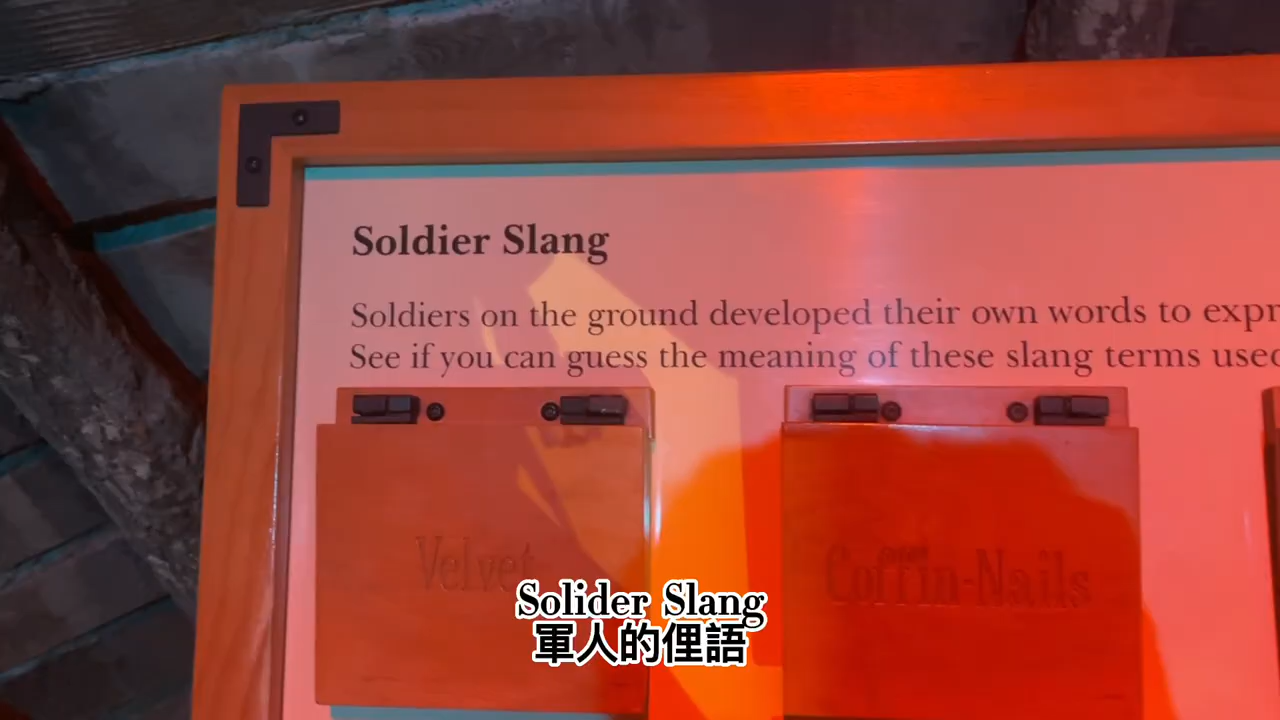 Soldier Slang
Soldiers on the ground developed their own words to expr
See if you can guess the meaning of these slang terms used
Velvet
Coffin-Nails
Solider Slang
軍人的俚語